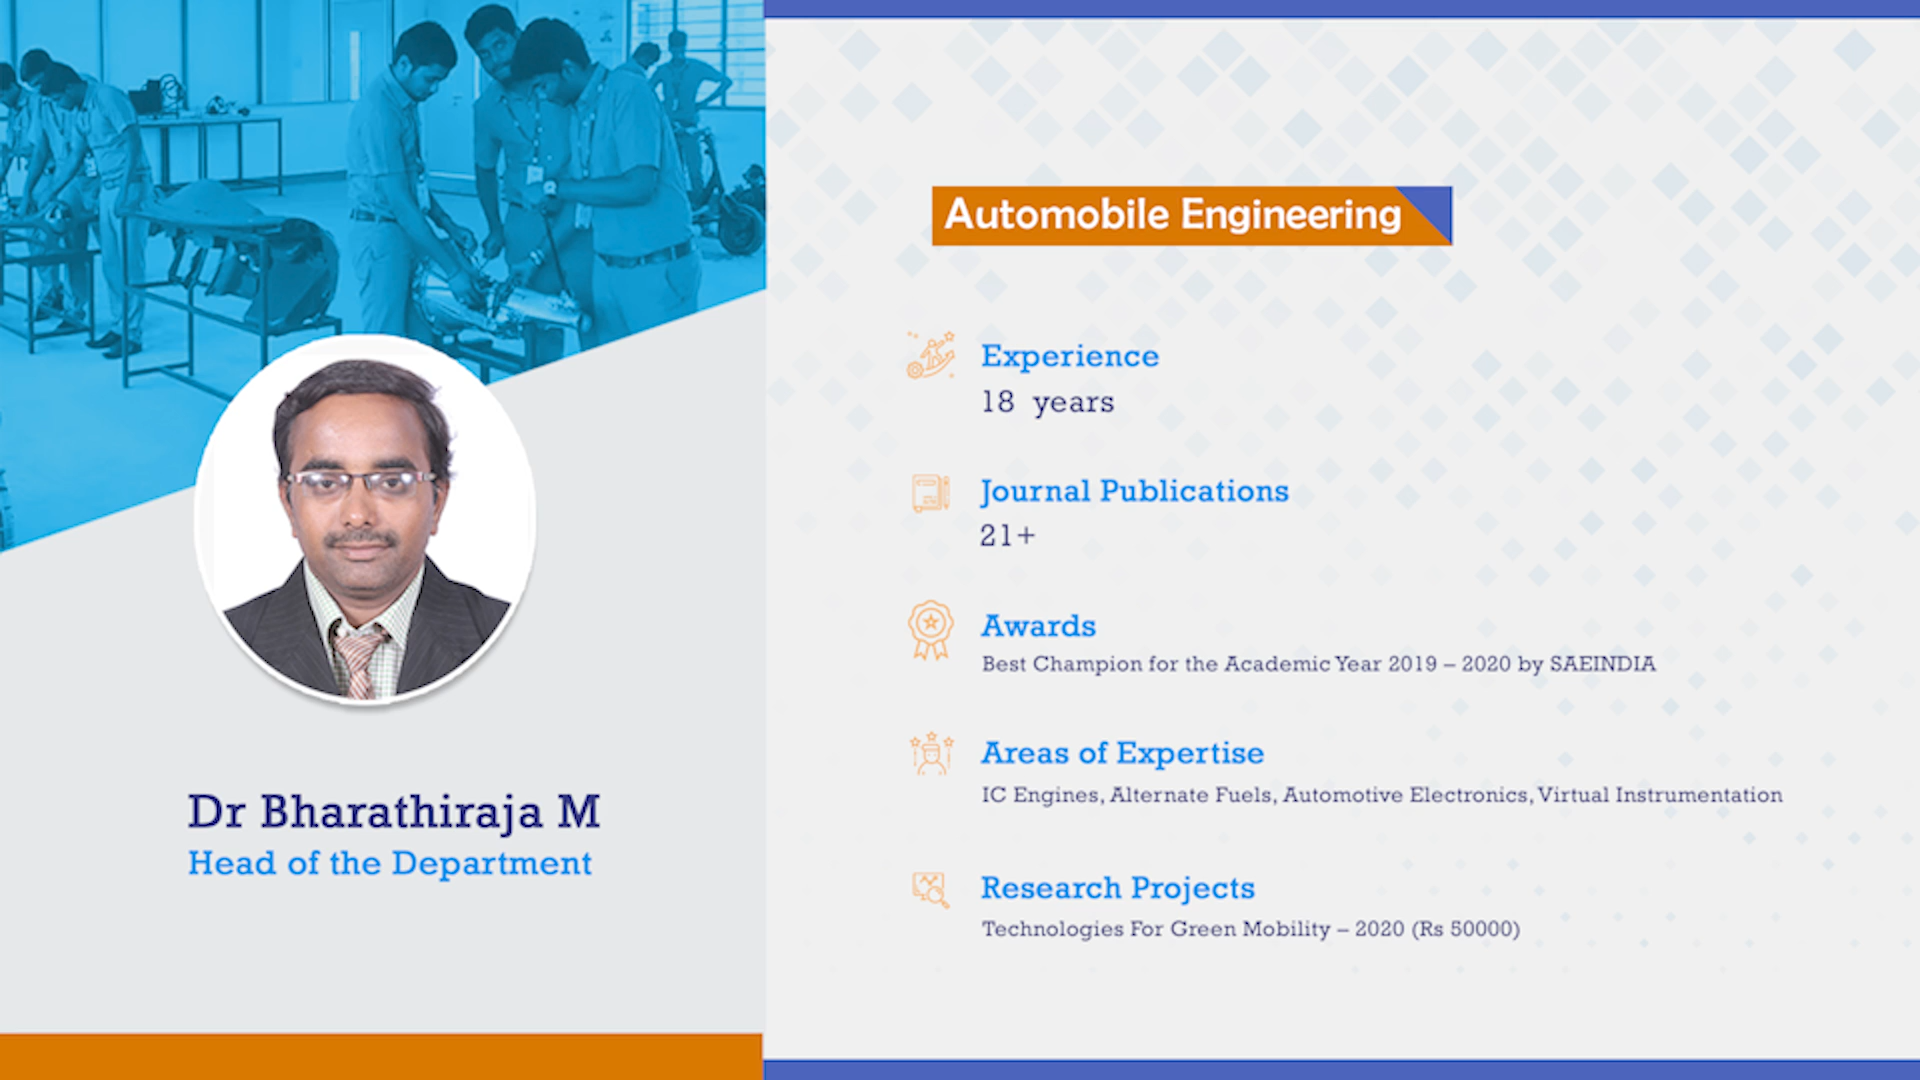 Automobile Engineering
Experience
18 years
Journal Publications
21+
Awards
Best Champion for the Academic Year 2019 – 2020 by SAEINDIA
Areas of Expertise
IC Engines, Alternate Fuels, Automotive Electronics, Virtual Instrumentation
Research Projects
Technologies For Green Mobility – 2020 (Rs 50000)
Dr Bharathiraja M
Head of the Department